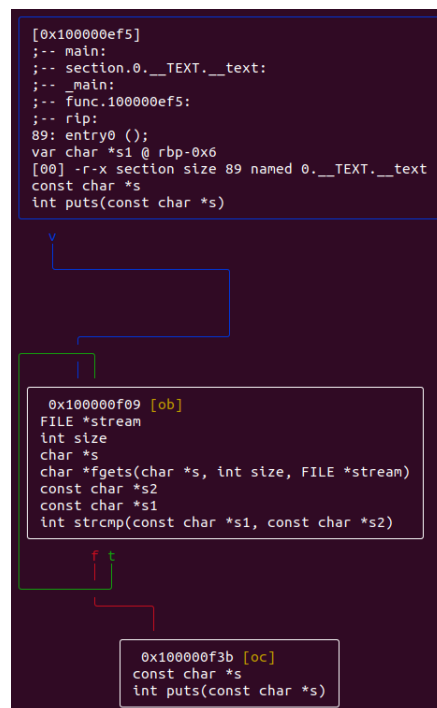 [0x100000ef5]
;-- main:
;-- section.0.__TEXT.__text:
;-- _main:
;-- func.100000ef5:
;-- rip:
89: entry0 ();
var char *s1 @ rbp-0x6
[00] -r-x section size 89 named 0.__TEXT.__text
const char *s
int puts(const char *s)
v
0x100000f09 [ob]
FILE *stream
int size
char *s
char *fgets(char *s, int size, FILE *stream)
const char *s2
const char *s1
int strcmp(const char *s1, const char *s2)
f t
0x100000f3b [oc]
const char *s
int puts(const char *s)